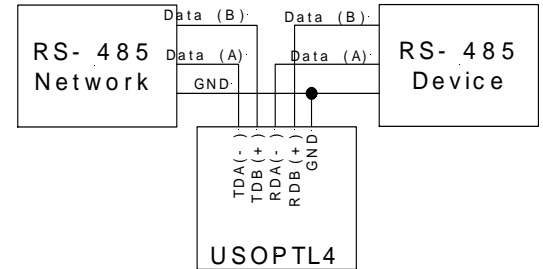 Data (B)
Data (B)
RS- 485
Network
Data (A)
Data (A)
RS- 485
Device
GND
TDA(-)
TDB(+)
RDA(-)
RDB(+)
GND
USOPTL4